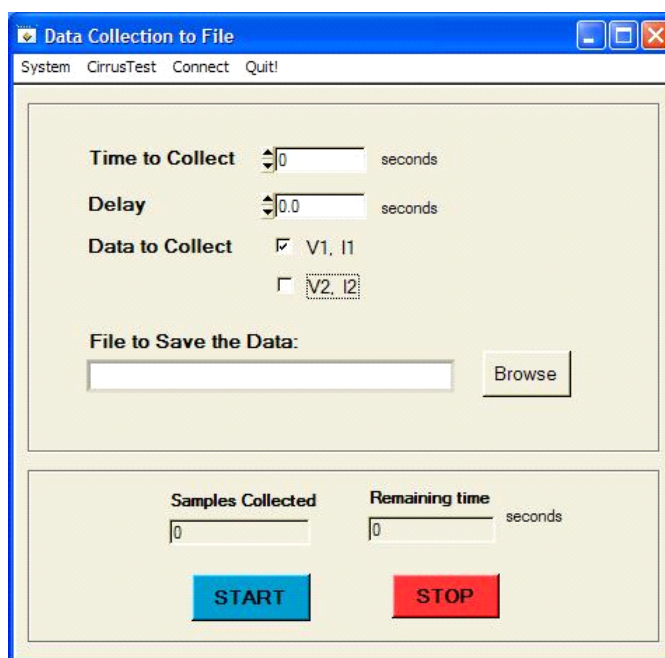 Data Collection to File
System CirrusTest Connect Quit!
Time to Collect 0 seconds
Delay 0.0 seconds
Data to Collect V1, I1
V2, I2
File to Save the Data:
Browse
Samples Collected Remaining time
0 0 seconds
START STOP